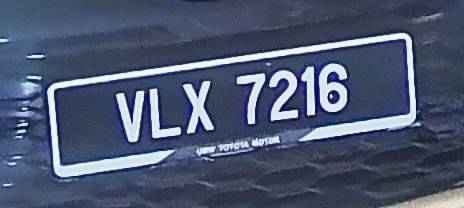 VLX 7216
UMW TOYOTA MOTOR